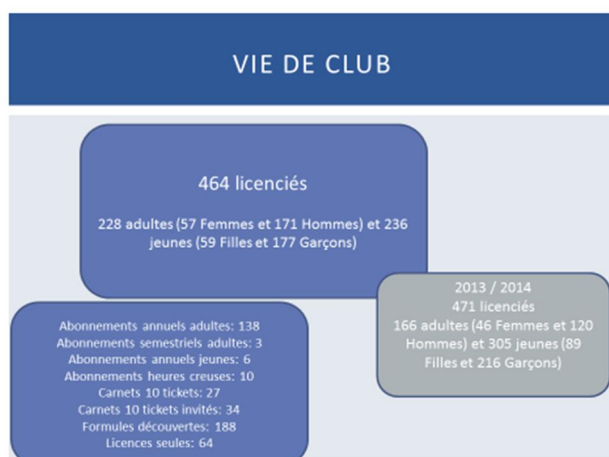 VIE DE CLUB
464 licenciés
228 adultes (57 Femmes et 171 Hommes) et 236
jeunes (59 Filles et 177 Garçons)
2013 / 2014
471 licenciés
166 adultes (46 Femmes et 120
Hommes) et 305 jeunes (89
Filles et 216 Garçons)
Abonnements annuels adultes: 138
Abonnements semestriels adultes: 3
Abonnements annuels jeunes: 6
Abonnements heures creuses: 10
Carnets 10 tickets: 27
Carnets 10 tickets invités: 34
Formules découvertes: 188
Licences seules: 64